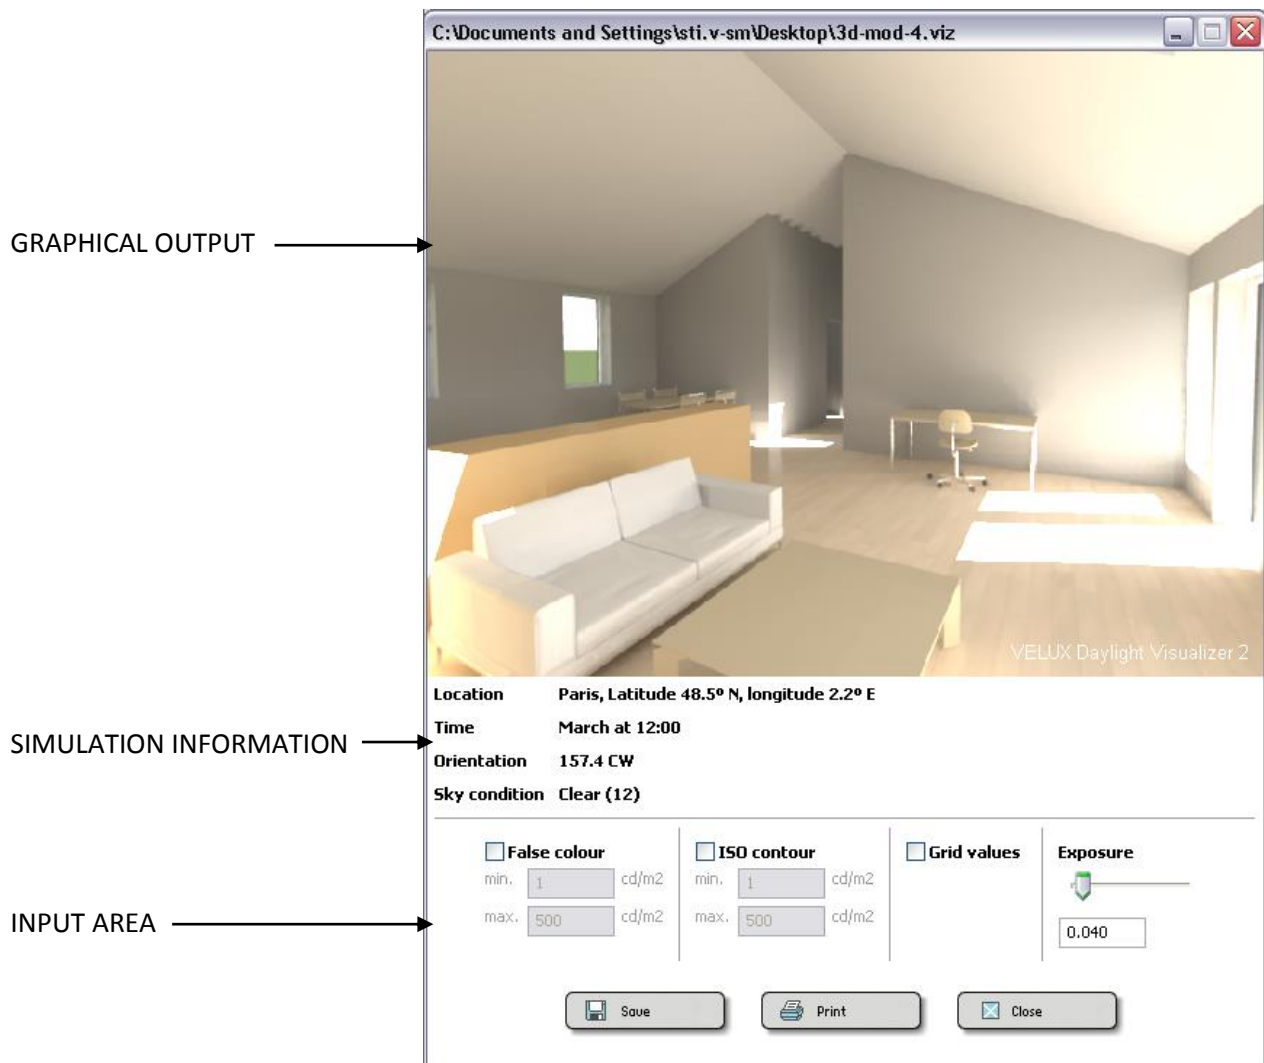 C:\Documents and Settings\sti.v-sm\Desktop\3d-mod-4.viz
GRAPHICAL OUTPUT
VELUX Daylight Visualizer 2
Location Paris, Latitude 48.5º N, longitude 2.2º E
Time March at 12:00
SIMULATION INFORMATION
Orientation 157.4 CW
Sky condition Clear (12)
False colour ISO contour Grid values Exposure
min. 1 cd/m2 min. 1 cd/m2
max. 500 cd/m2 max. 500 cd/m2
INPUT AREA
0.040
Save Print Close